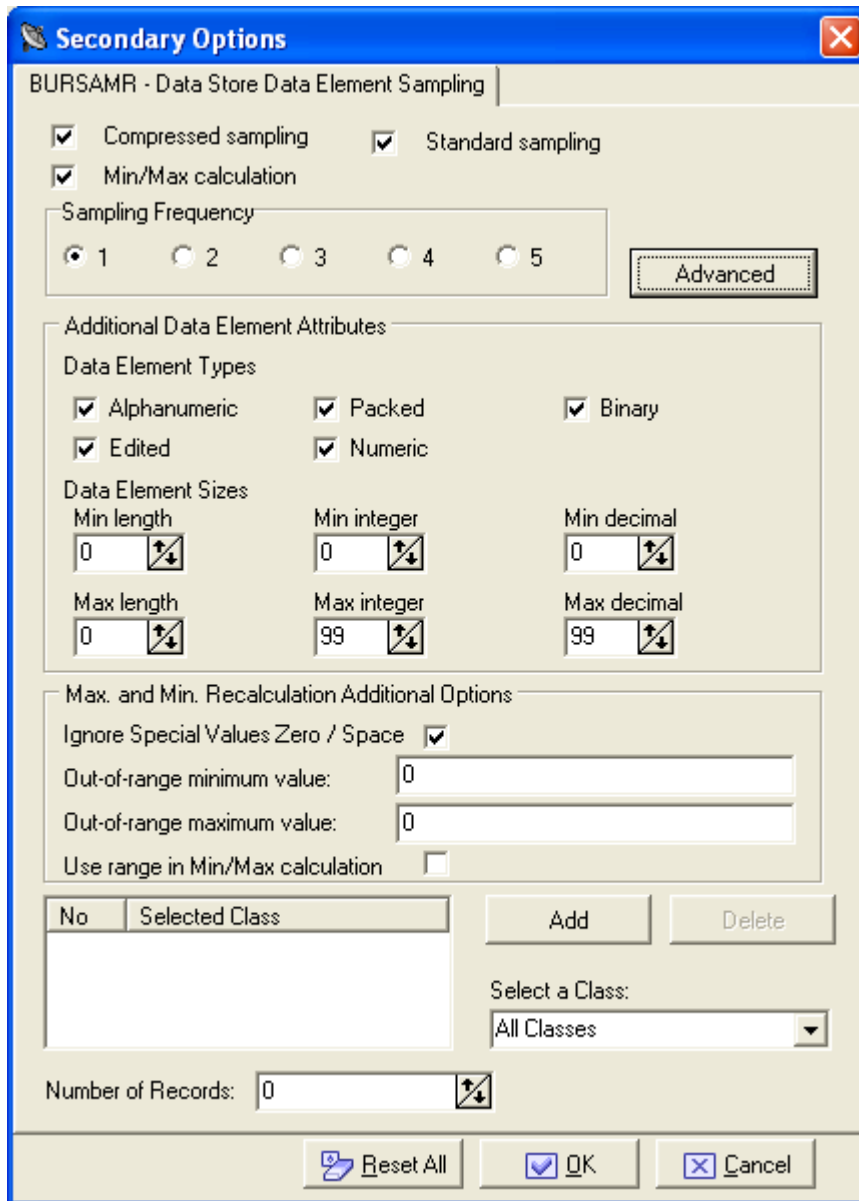 Secondary Options
BURSAMR - Data Store Data Element Sampling
Compressed sampling Standard sampling
Min/Max calculation
Sampling Frequency
1 2 3 4 5
Advanced
Additional Data Element Attributes
Data Element Types
Alphanumeric Packed Binary
Edited Numeric
Data Element Sizes
Min length Min integer Min decimal
0 0 0
Max length Max integer Max decimal
0 99 99
Max. and Min. Recalculation Additional Options
Ignore Special Values Zero / Space
Out-of-range minimum value: 0
Out-of-range maximum value: 0
Use range in Min/Max calculation
No Selected Class
Add Delete
Select a Class:
All Classes
Number of Records: 0
Reset All OK Cancel